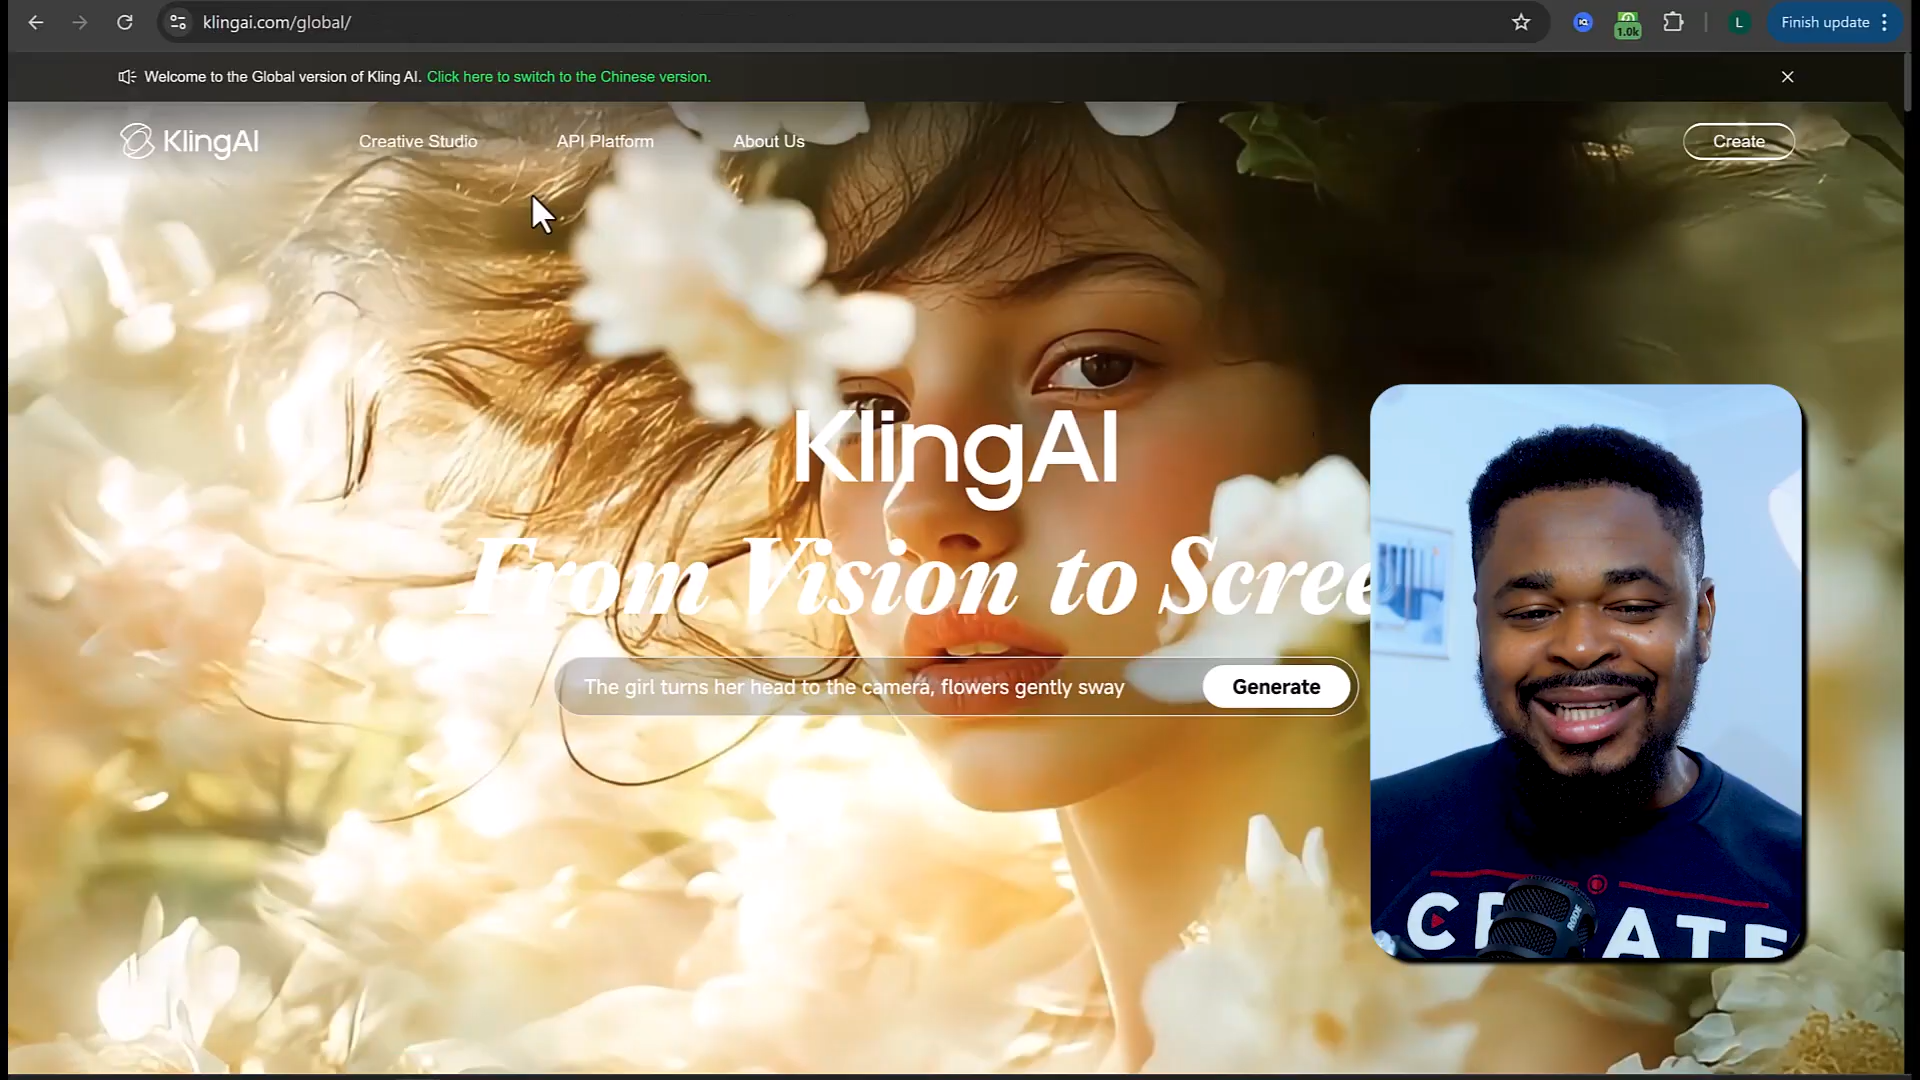 klingai.com/global/
1.0k
L
Finish update
Welcome to the Global version of Kling AI. Click here to switch to the Chinese version.
KlingAI
Creative Studio
API Platform
About Us
Create
KlingAI
From Vision to Scree
The girl turns her head to the camera, flowers gently sway
Generate
RØDE
CR ATE